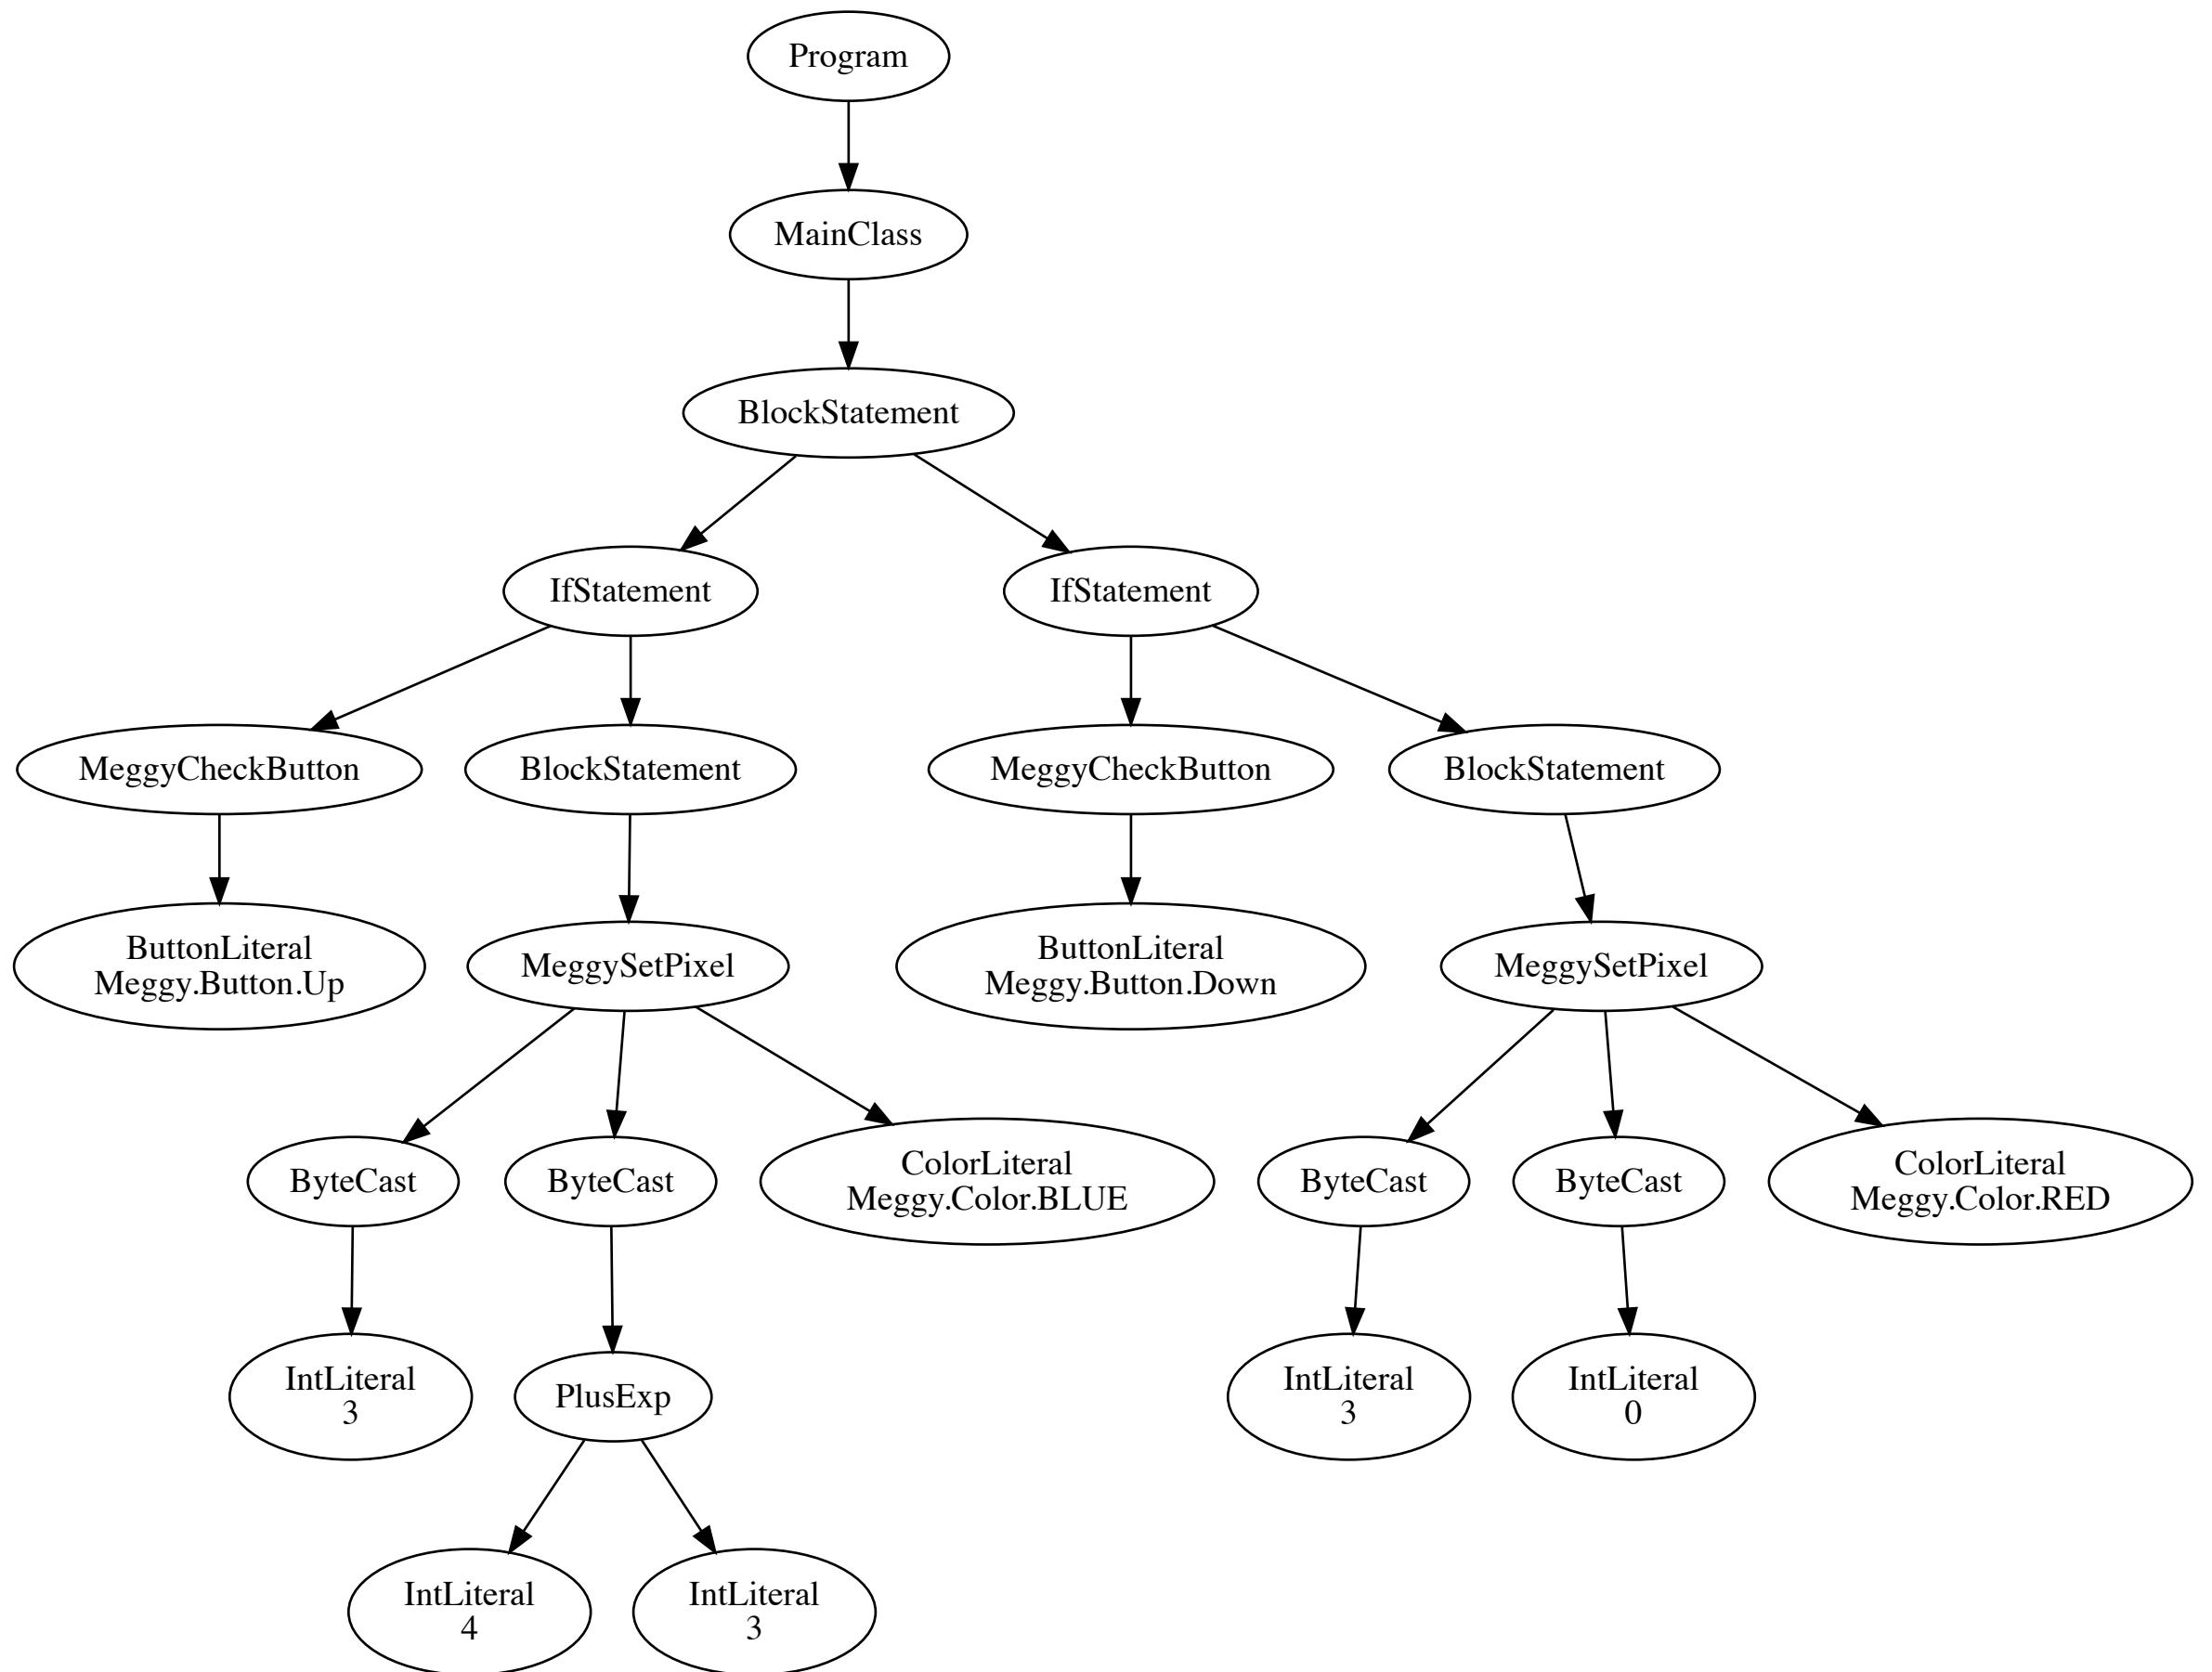 Program
MainClass
BlockStatement
IfStatement
IfStatement
MeggyCheckButton
BlockStatement
MeggyCheckButton
BlockStatement
ButtonLiteral
Meggy.Button.Up
MeggySetPixel
ButtonLiteral
Meggy.Button.Down
MeggySetPixel
ByteCast
ByteCast
ColorLiteral
Meggy.Color.BLUE
ByteCast
ByteCast
ColorLiteral
Meggy.Color.RED
IntLiteral
3
PlusExp
IntLiteral
3
IntLiteral
0
IntLiteral
4
IntLiteral
3